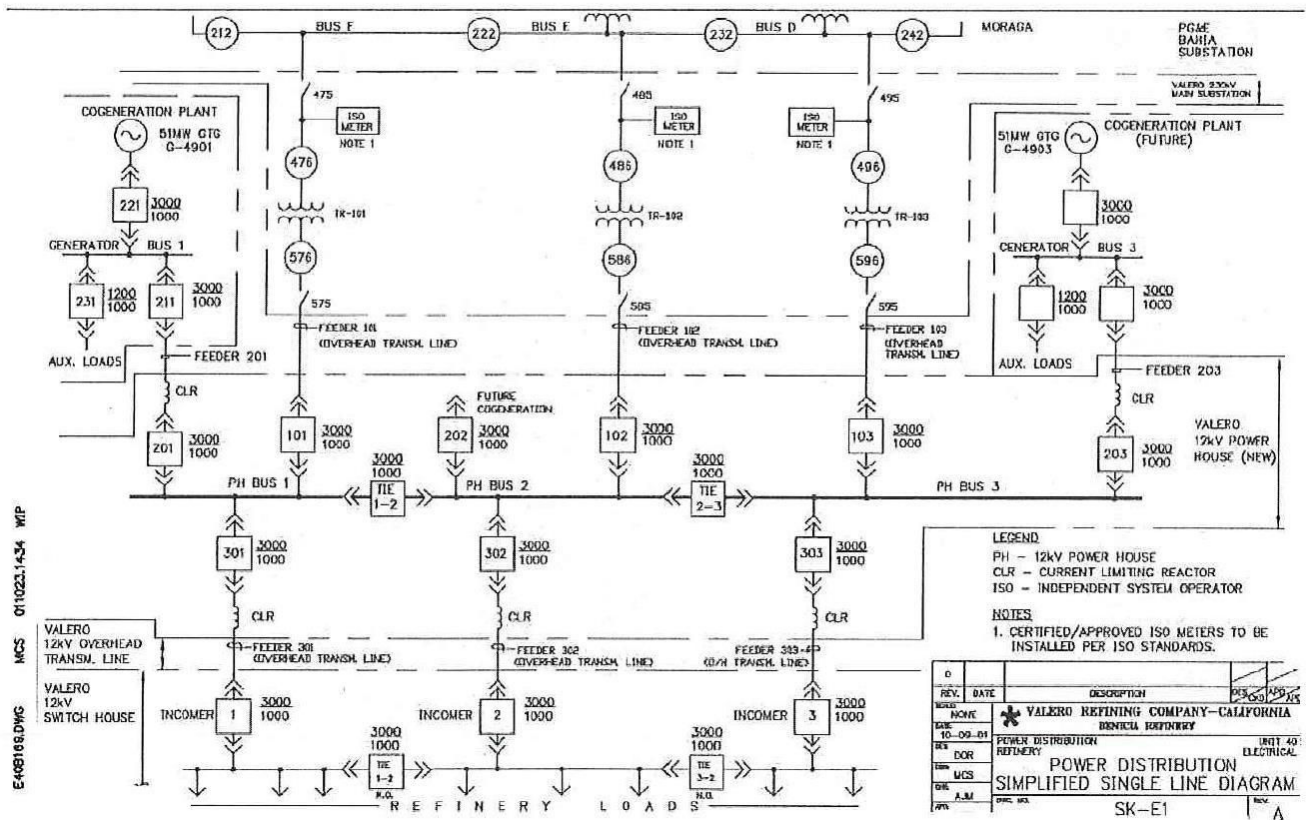 212
BUS F
222
BUS E
232
BUS D
242
MORAGA
PG&E
BAHIA
SUBSTATION
VALERO 230kV
MAIN SUBSTATION
475
485
495
ISO
METER
NOTE 1
ISO
METER
NOTE 1
ISO
METER
NOTE 1
COGENERATION PLANT
51MW GTG
G-4901
221
3000
1000
GENERATOR BUS 1
231
1200
1000
211
3000
1000
AUX. LOADS
FEEDER 201
CLR
201
3000
1000
476
TR-101
576
575
FEEDER 101
(OVERHEAD TRANSM. LINE)
101
3000
1000
486
TR-102
586
585
FEEDER 102
(OVERHEAD TRANSM. LINE)
102
3000
1000
FUTURE
COGENERATION
202
3000
1000
496
TR-103
596
595
FEEDER 103
(OVERHEAD
TRANSM. LINE)
103
3000
1000
COGENERATION PLANT
(FUTURE)
51MW GTG
G-4903
3000
1000
GENERATOR BUS 3
1200
1000
3000
1000
AUX. LOADS
FEEDER 203
CLR
203
3000
1000
VALERO
12kV POWER
HOUSE (NEW)
PH BUS 1
3000
1000
TIE
1-2
PH BUS 2
3000
1000
TIE
2-3
PH BUS 3
301
3000
1000
302
3000
1000
303
3000
1000
CLR
CLR
CLR
LEGEND
PH - 12kV POWER HOUSE
CLR - CURRENT LIMITING REACTOR
ISO - INDEPENDENT SYSTEM OPERATOR
NOTES
1. CERTIFIED/APPROVED ISO METERS TO BE
INSTALLED PER ISO STANDARDS.
VALERO
12kV OVERHEAD
TRANSM. LINE
FEEDER 301
(OVERHEAD TRANSM. LINE)
FEEDER 302
(OVERHEAD TRANSM. LINE)
FEEDER 303
(O/H TRANSM. LINE)
VALERO
12kV
SWITCH HOUSE
INCOMER 1
3000
1000
INCOMER 2
3000
1000
INCOMER 3
3000
1000
3000
1000
TIE
1-2
N.O.
3000
1000
TIE
3-2
N.O.
REFINERY LOADS
E40B169.DWG MCS 011023.1434 WIP
0
REV. DATE DESCRIPTION
NONE
VALERO REFINING COMPANY-CALIFORNIA
BENICIA REFINERY
10-09-01
POWER DISTRIBUTION
REFINERY
UNIT 40
ELECTRICAL
DOR
MCS
AJM
POWER DISTRIBUTION
SIMPLIFIED SINGLE LINE DIAGRAM
SK-E1
A